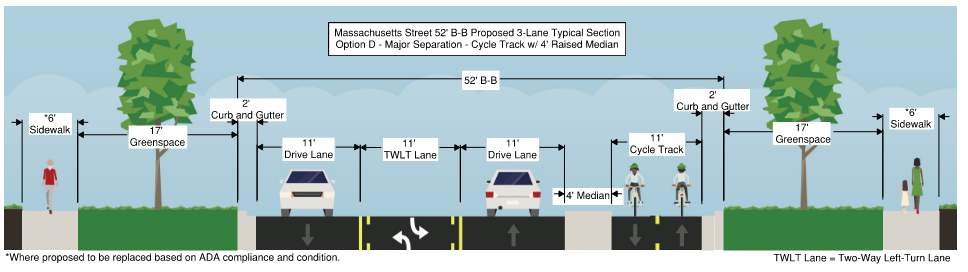 Massachusetts Street 52' B-B Proposed 3-Lane Typical Section
Option D - Major Separation - Cycle Track w/ 4' Raised Median
52' B-B
2'
Curb and Gutter
2'
Curb and Gutter
*6'
Sidewalk
17'
Greenspace
11'
Drive Lane
11'
TWLT Lane
11'
Drive Lane
4' Median
11'
Cycle Track
17'
Greenspace
*6'
Sidewalk
*Where proposed to be replaced based on ADA compliance and condition.
TWLT Lane = Two-Way Left-Turn Lane